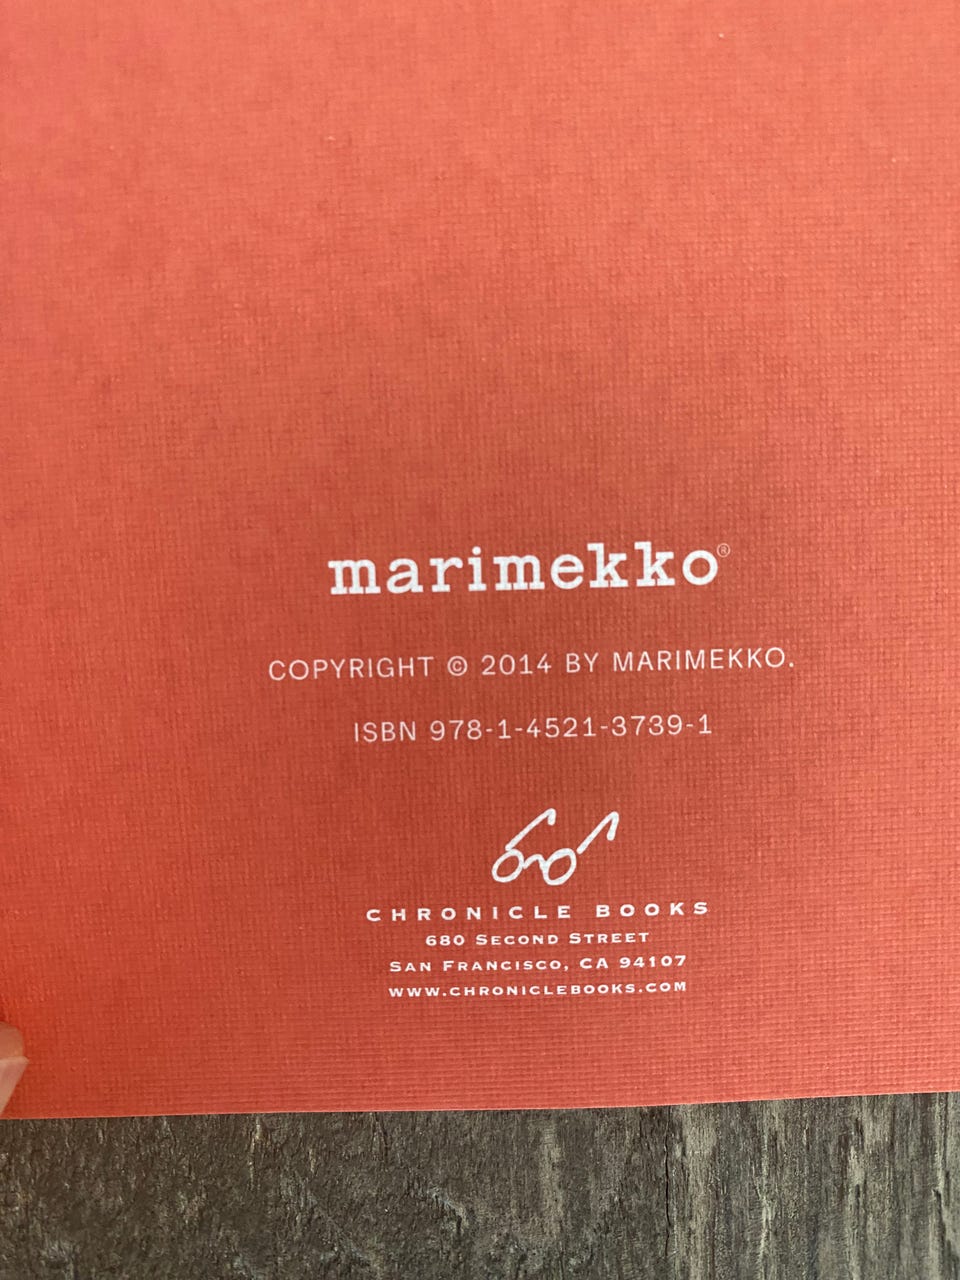 marimekko®
COPYRIGHT © 2014 BY MARIMEKKO.
ISBN 978-1-4521-3739-1
CHRONICLE BOOKS
680 SECOND STREET
SAN FRANCISCO, CA 94107
WWW.CHRONICLEBOOKS.COM